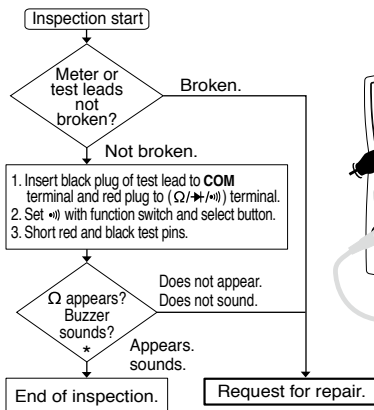 Inspection start
Meter or
test leads
not
broken?
Broken.
Not broken.
1. Insert black plug of test lead to COM
terminal and red plug to (Ω/➔+/•))) terminal.
2. Set •))) with function switch and select button.
3. Short red and black test pins.
Ω appears?
Buzzer
sounds?
*
Does not appear.
Does not sound.
Appears.
sounds.
End of inspection.
Request for repair.